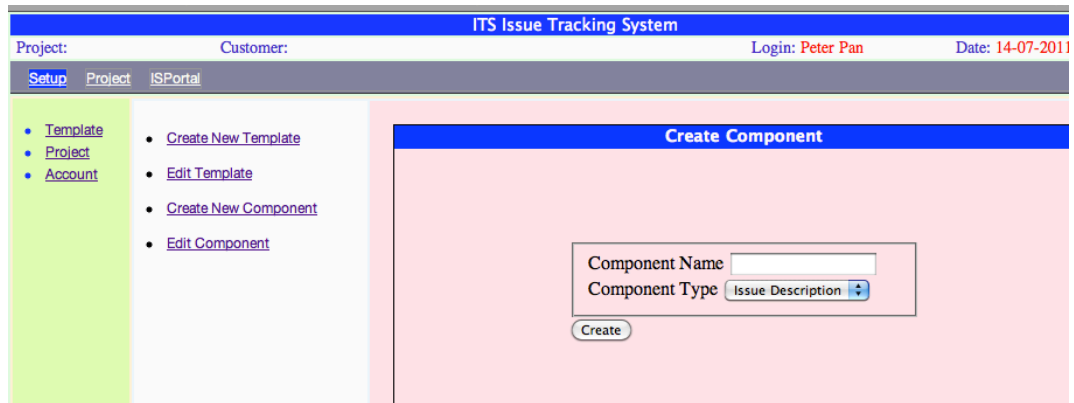 ITS Issue Tracking System
Project: Customer: Login: Peter Pan Date: 14-07-2011
Setup Project ISPortal
Template
Project
Account
Create New Template
Edit Template
Create New Component
Edit Component
Create Component
Component Name
Component Type Issue Description
Create